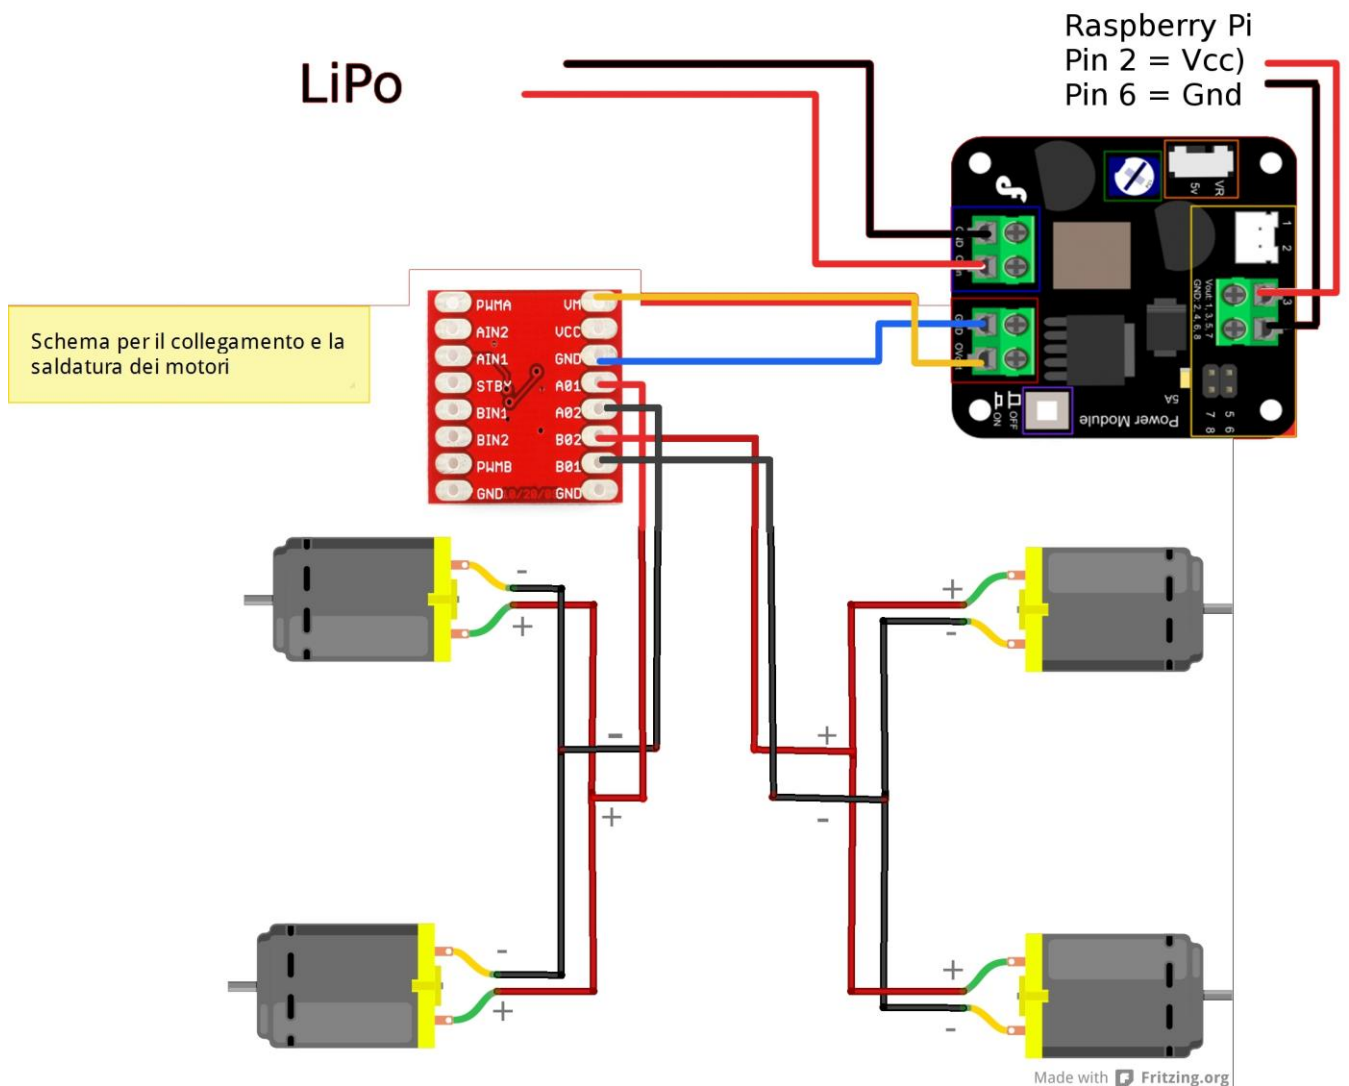 LiPo
Raspberry Pi
Pin 2 = Vcc)
Pin 6 = Gnd
Schema per il collegamento e la
saldatura dei motori
PWMA VM
AIN2 VCC
AIN1 GND
STBY A01
BIN1 A02
BIN2 B02
PWMB B01
GND GND
5v VR
1
2
3
Vout: 1, 3, 5, 7
GND: 2, 4, 6, 8
GND
ON OFF
Power Module
5A
7 5
8 6
- +
+ -
- +
+ -
- +
+ -
Made with Fritzing.org